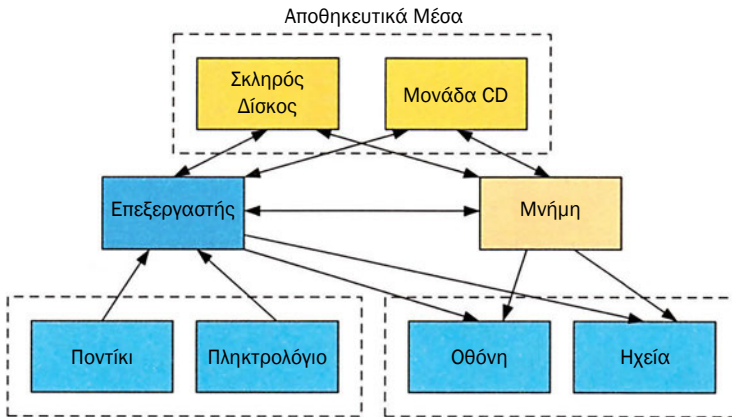 Αποθηκευτικά Μέσα
Σκληρός
Δίσκος
Μονάδα CD
Επεξεργαστής
Μνήμη
Ποντίκι
Πληκτρολόγιο
Οθόνη
Ηχεία